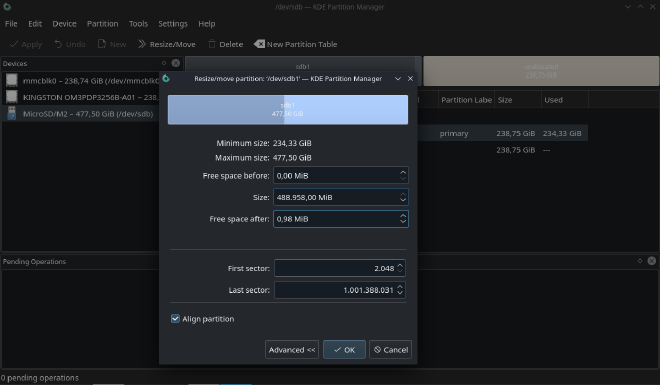 /dev/sdb — KDE Partition Manager
File Edit Device Partition Tools Settings Help
Apply Undo New Resize/Move Delete New Partition Table
Devices
mmcblk0 – 238,74 GiB (/dev/mmcblk0
KINGSTON OM3PDP3256B-A01 – 238,
MicroSD/M2 – 477,50 GiB (/dev/sdb)
sdb1
unallocated
238,75 GiB
Partition Labe Size Used
primary 238,75 GiB 234,33 GiB
238,75 GiB ---
Resize/move partition: '/dev/sdb1' — KDE Partition Manager
sdb1
477,50 GiB
Minimum size: 234,33 GiB
Maximum size: 477,50 GiB
Free space before: 0,00 MiB
Size: 488.958,00 MiB
Free space after: 0,98 MiB
First sector: 2.048
Last sector: 1.001.388.031
Align partition
Advanced << OK Cancel
Pending Operations
0 pending operations